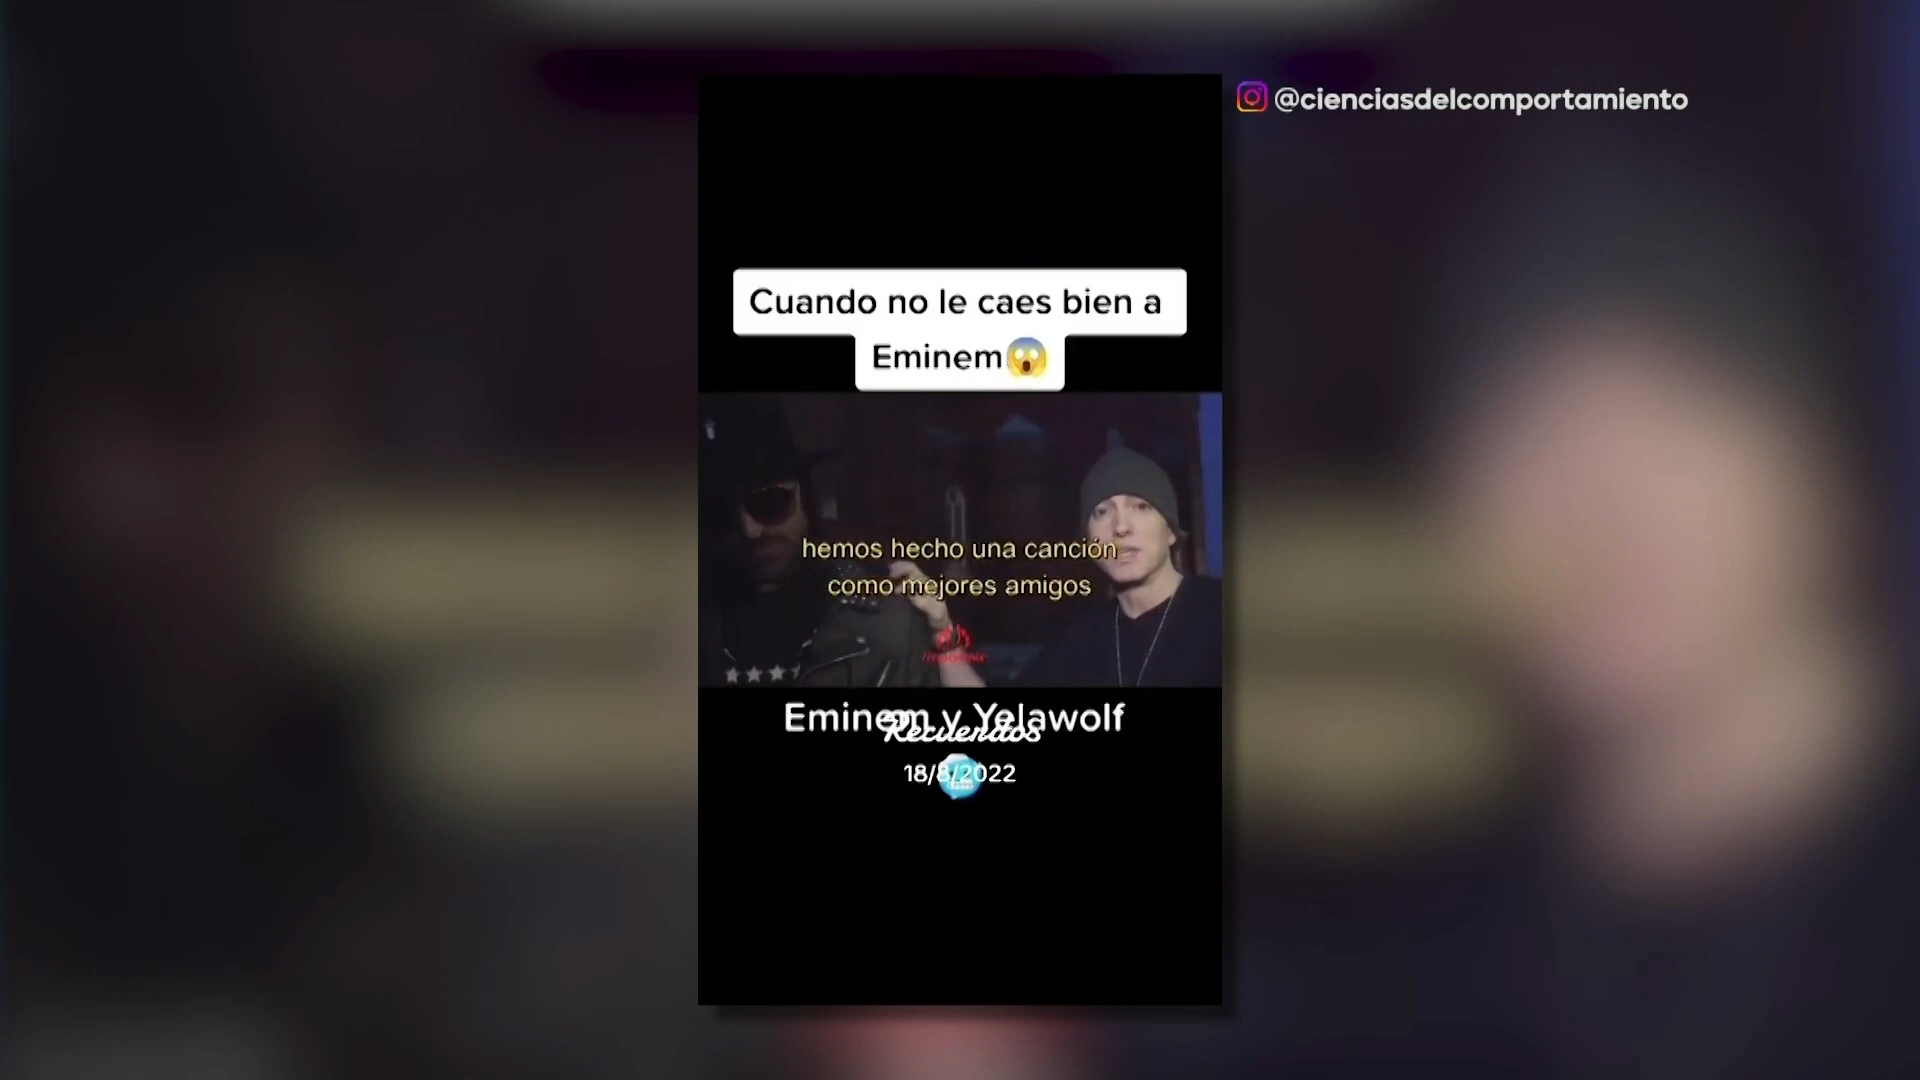 @cienciasdelcomportamiento
Cuando no le caes bien a
Eminem😱
hemos hecho una canción
como mejores amigos
Eminem y Yelawolf
Recuerdos
18/8/2022